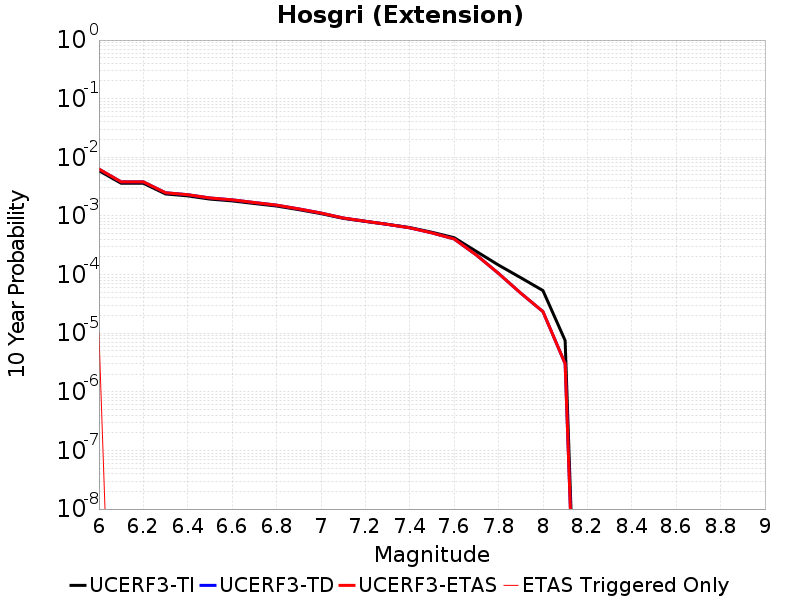 Hosgri (Extension)
10 Year Probability
10^0
10^-1
10^-2
10^-3
10^-4
10^-5
10^-6
10^-7
10^-8
6 6.2 6.4 6.6 6.8 7 7.2 7.4 7.6 7.8 8 8.2 8.4 8.6 8.8 9
Magnitude
UCERF3-TI UCERF3-TD UCERF3-ETAS ETAS Triggered Only